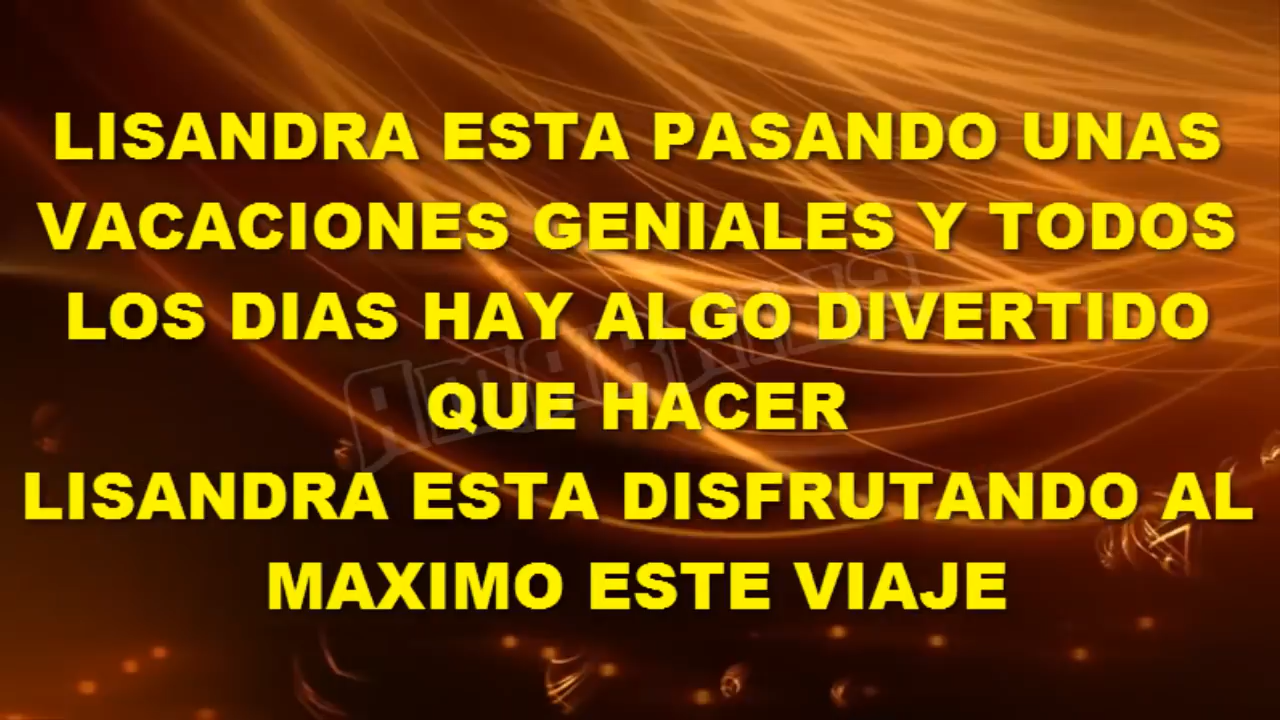 LISANDRA ESTA PASANDO UNAS
VACACIONES GENIALES Y TODOS
LOS DIAS HAY ALGO DIVERTIDO
QUE HACER
LISANDRA ESTA DISFRUTANDO AL
MAXIMO ESTE VIAJE